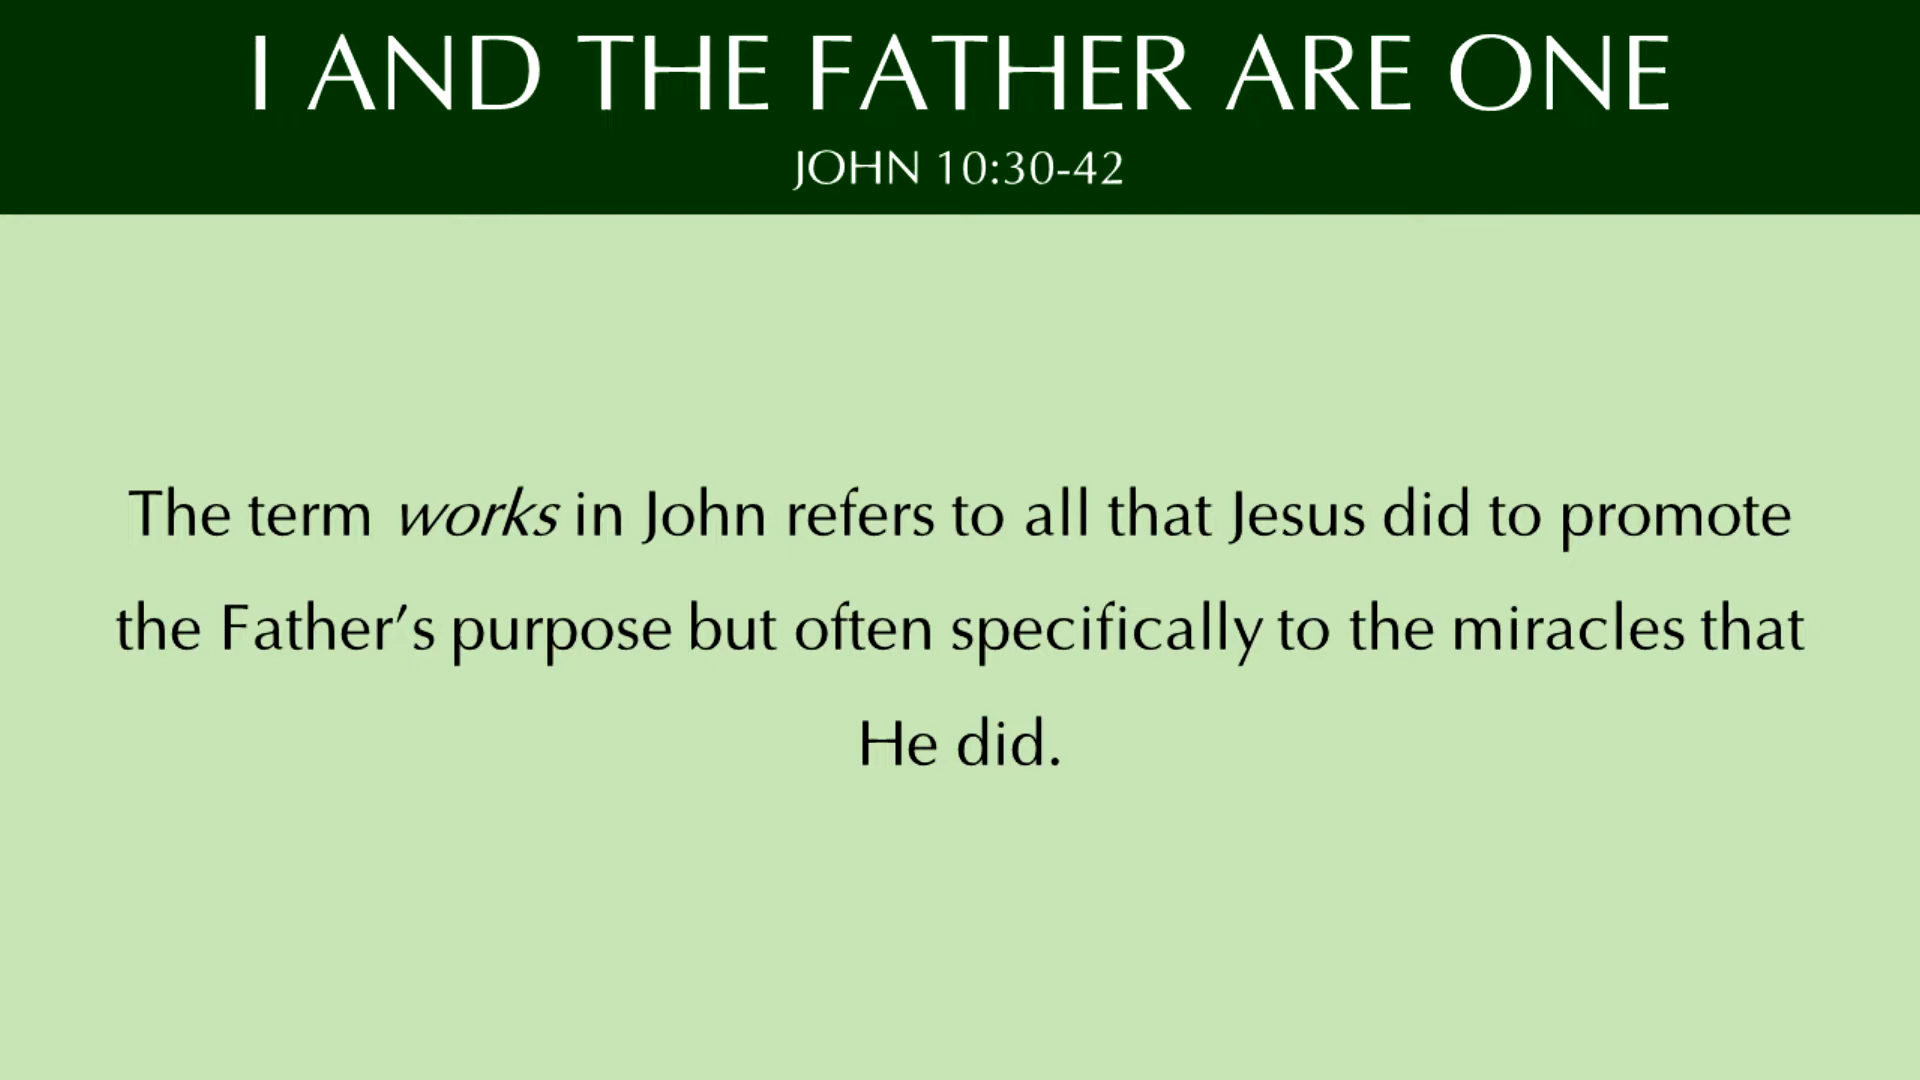 I AND THE FATHER ARE ONE
JOHN 10:30-42
The term works in John refers to all that Jesus did to promote
the Father’s purpose but often specifically to the miracles that
He did.